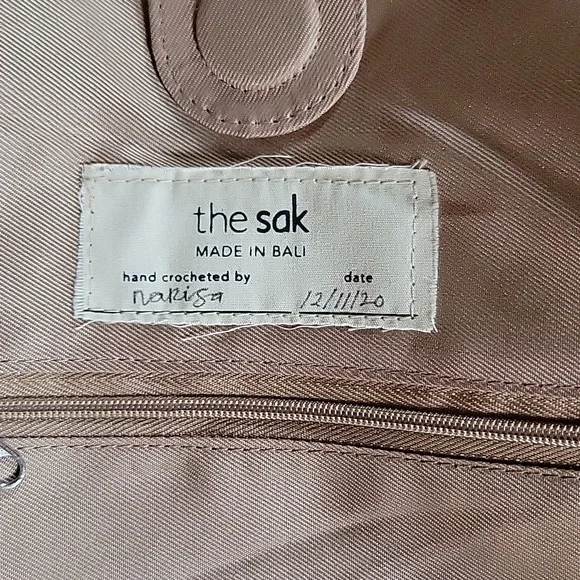 the sak
MADE IN BALI
hand crocheted by date
narisa 12/11/20